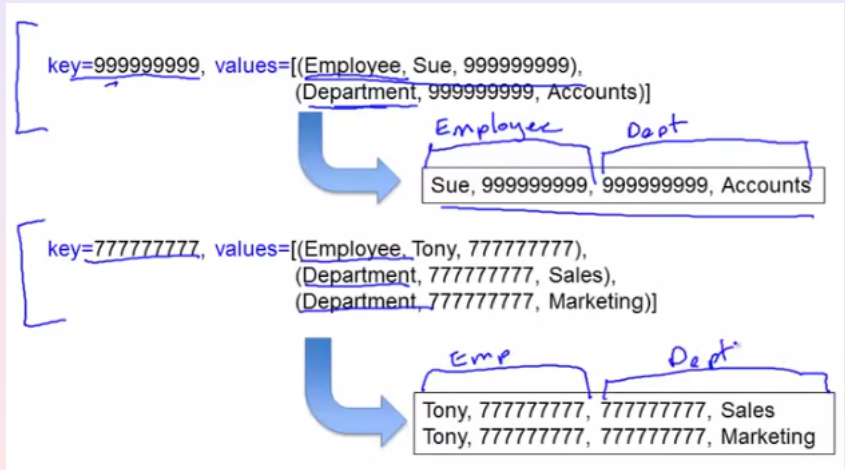 key=999999999, values=[(Employee, Sue, 999999999),
(Department, 999999999, Accounts)]
Employee Dept
Sue, 999999999, 999999999, Accounts
key=777777777, values=[(Employee, Tony, 777777777),
(Department, 777777777, Sales),
(Department, 777777777, Marketing)]
Emp Dept
Tony, 777777777, 777777777, Sales
Tony, 777777777, 777777777, Marketing